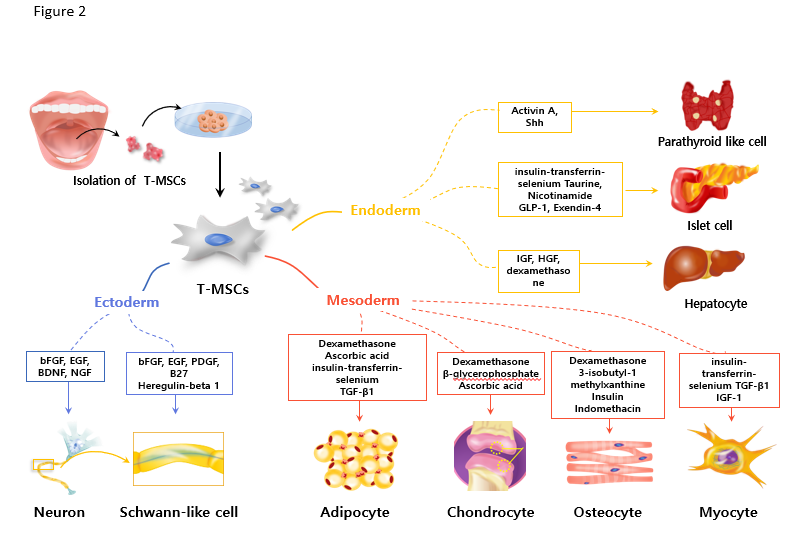 Figure 2
Isolation of T-MSCs
T-MSCs
Endoderm
Activin A,
Shh
Parathyroid like cell
insulin-transferrin-
selenium Taurine,
Nicotinamide
GLP-1, Exendin-4
Islet cell
IGF, HGF,
dexamethaso
ne
Hepatocyte
Ectoderm
bFGF, EGF,
BDNF, NGF
Neuron
bFGF, EGF, PDGF,
B27
Heregulin-beta 1
Schwann-like cell
Mesoderm
Dexamethasone
Ascorbic acid
insulin-transferrin-
selenium
TGF-β1
Adipocyte
Dexamethasone
β-glycerophosphate
Ascorbic acid
Chondrocyte
Dexamethasone
3-isobutyl-1
methylxanthine
Insulin
Indomethacin
Osteocyte
insulin-
transferrin-
selenium TGF-β1
IGF-1
Myocyte